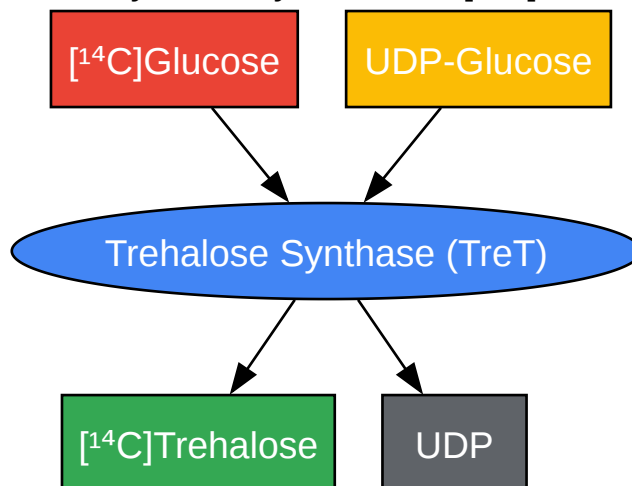 [¹⁴C]Glucose
UDP-Glucose
Trehalose Synthase (TreT)
[¹⁴C]Trehalose
UDP